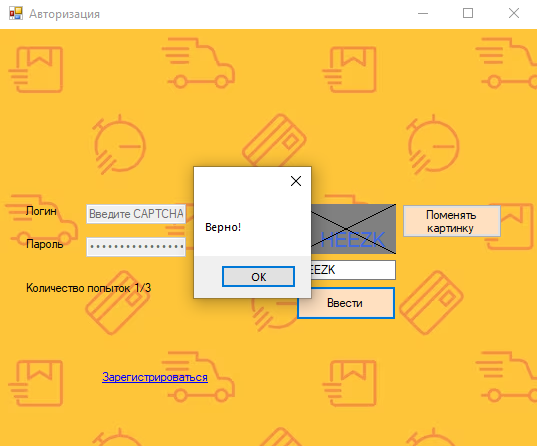 Авторизация
Логин
Введите CAPTCHA
HEEZK
Поменять
картинку
Верно!
Пароль
EEZK
OK
Количество попыток 1/3
Ввести
Зарегистрироваться